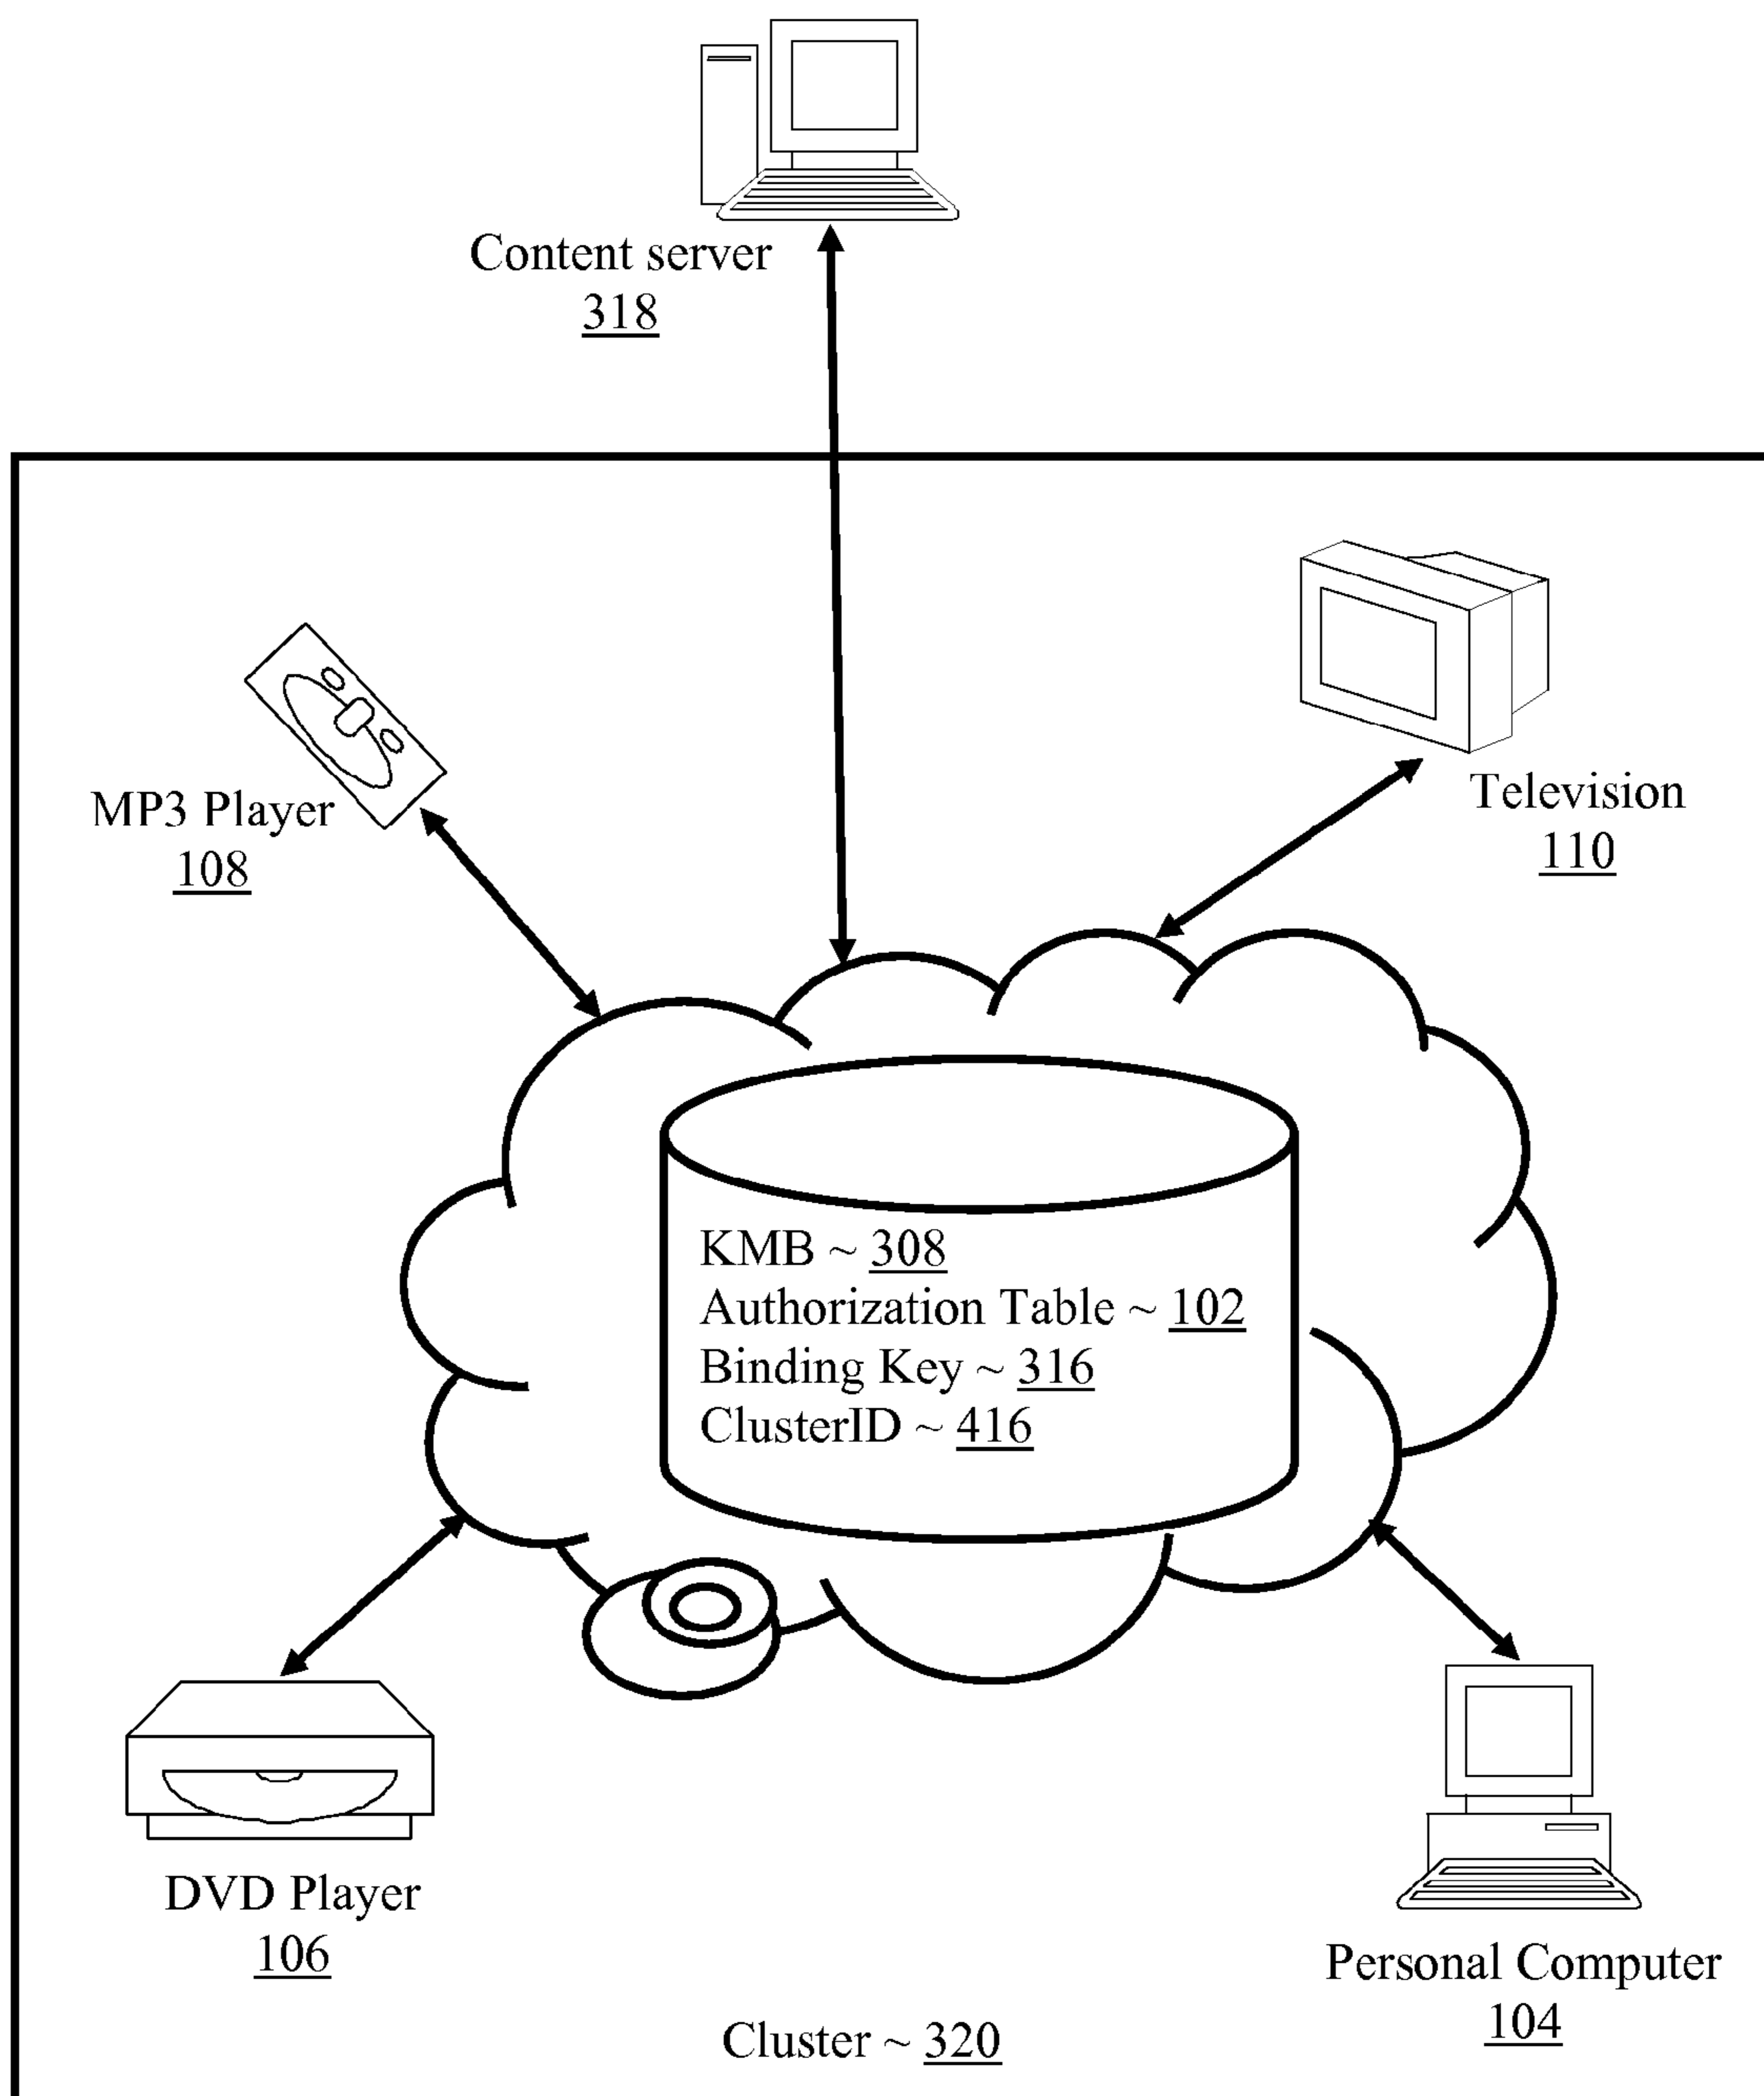 Content server
318
MP3 Player
108
Television
110
KMB ~ 308
Authorization Table ~ 102
Binding Key ~ 316
ClusterID ~ 416
DVD Player
106
Personal Computer
104
Cluster ~ 320